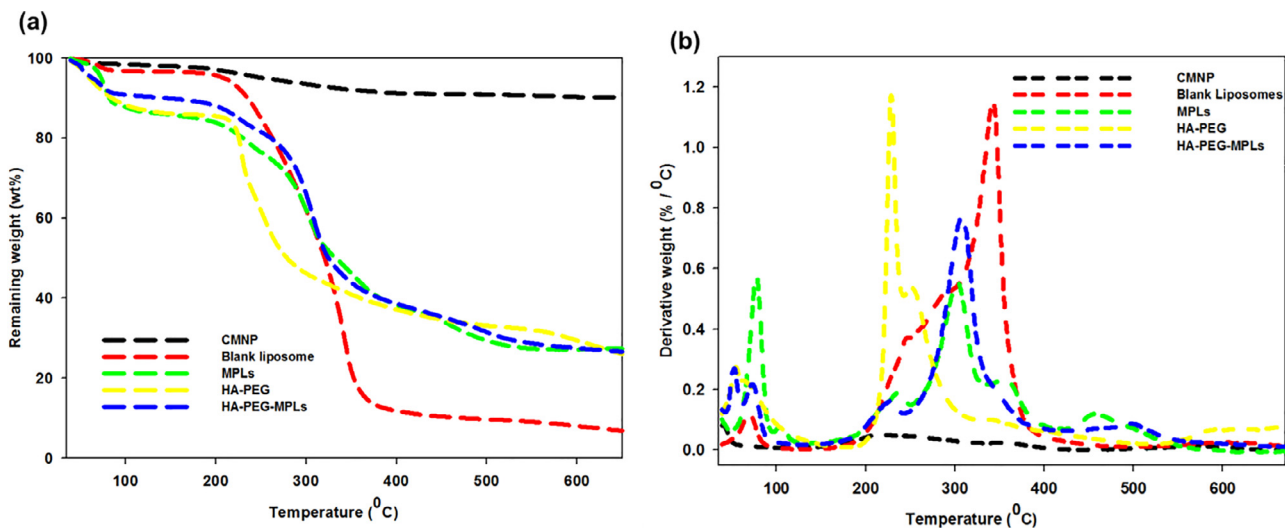 (a)
Remaining weight (wt%)
100
80
60
40
20
0
CMNP
Blank liposome
MPLs
HA-PEG
HA-PEG-MPLs
100 200 300 400 500 600
Temperature (⁰C)
(b)
Derivative weight (% / ⁰C)
1.2
1.0
0.8
0.6
0.4
0.2
0.0
CMNP
Blank Liposomes
MPLs
HA-PEG
HA-PEG-MPLs
100 200 300 400 500 600
Temperature (⁰C)